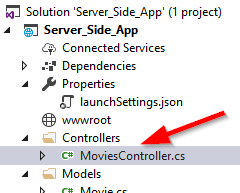 Solution 'Server_Side_App' (1 project)
Server_Side_App
Connected Services
Dependencies
Properties
launchSettings.json
wwwroot
Controllers
C# MoviesController.cs
Models
C# Movie.cs